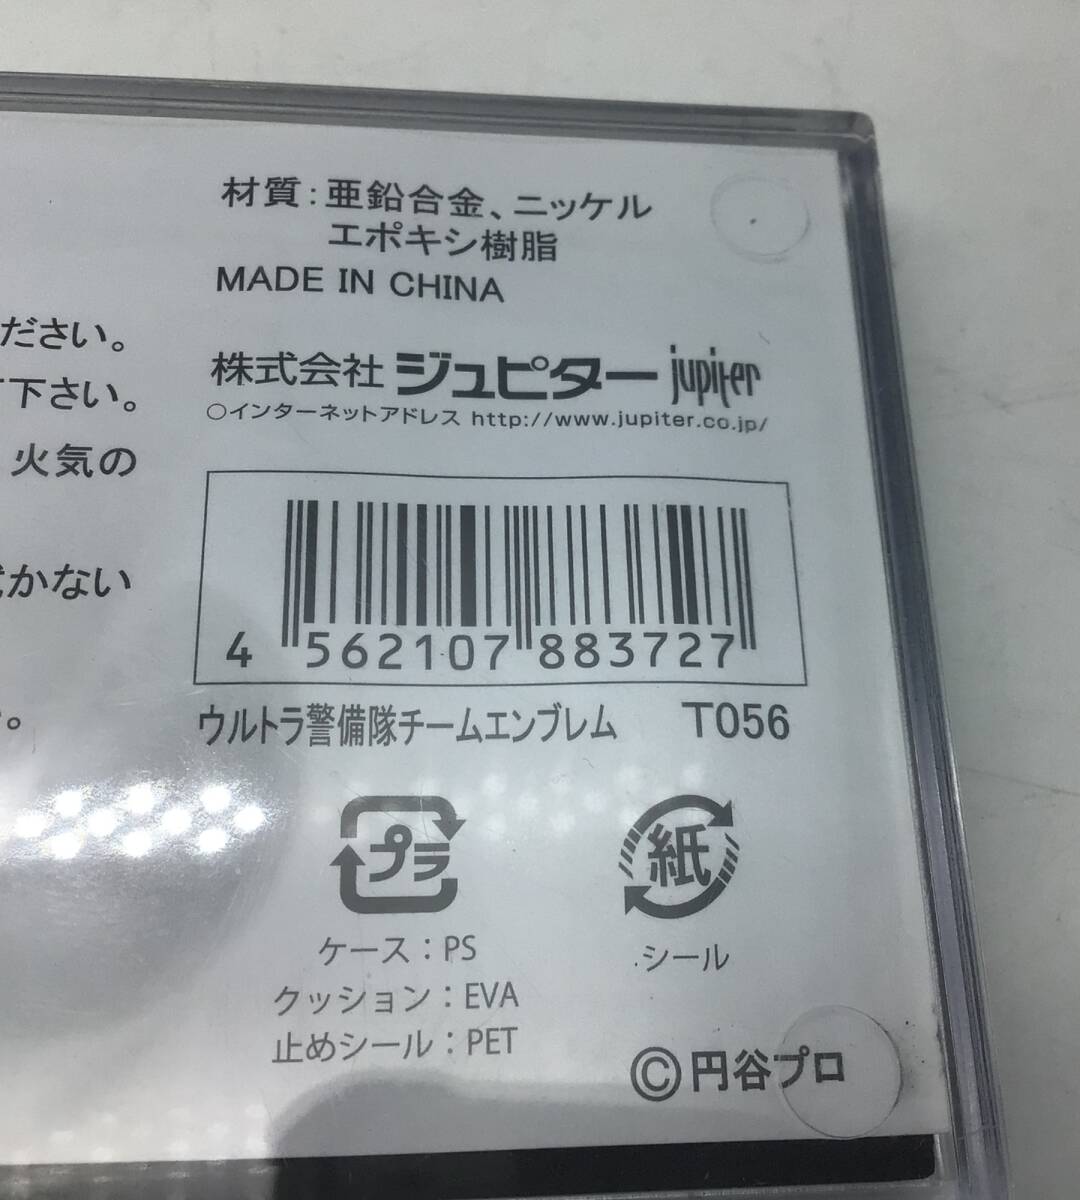 材質：亜鉛合金、ニッケル
エポキシ樹脂
MADE IN CHINA
ださい。
下さい。
火気の
かない
。
株式会社 ジュピター jupiter
○インターネットアドレス http://www.jupiter.co.jp/
4 562107 883727
ウルトラ警備隊チームエンブレム T056
プラ
紙
ケース：PS
シール
クッション：EVA
止めシール：PET
©円谷プロ